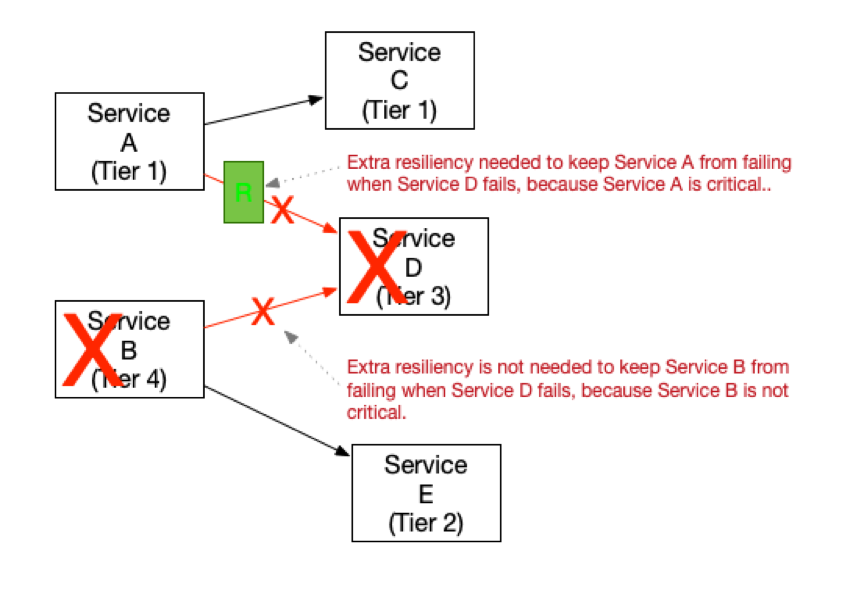 Service
C
(Tier 1)
Service
A
(Tier 1)
Extra resiliency needed to keep Service A from failing
when Service D fails, because Service A is critical..
R
X
Service
D
(Tier 3)
X
X
Service
B
(Tier 4)
X
Extra resiliency is not needed to keep Service B from
failing when Service D fails, because Service B is not
critical.
Service
E
(Tier 2)